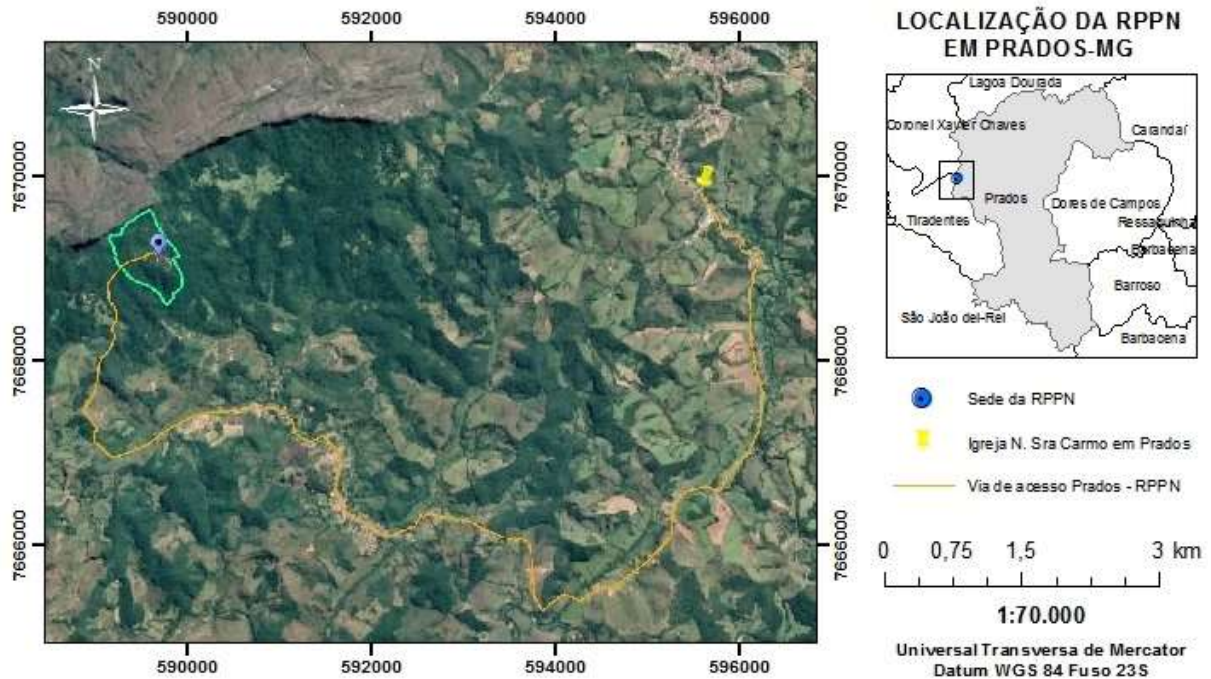 590000
592000
594000
596000
N
7670000
7668000
7666000
7670000
7668000
7666000
590000
592000
594000
596000
LOCALIZAÇÃO DA RPPN
EM PRADOS-MG
Lagoa Dourada
Coronel Xavier Chaves
Carandaí
Prados
Dores de Campos
Tiradentes
Ressaquinha
Barbacena
Barroso
São João del-Rei
Barbacena
Sede da RPPN
Igreja N. Sra Carmo em Prados
Via de acesso Prados - RPPN
0 0,75 1,5 3 km
1:70.000
Universal Transversa de Mercator
Datum WGS 84 Fuso 23S